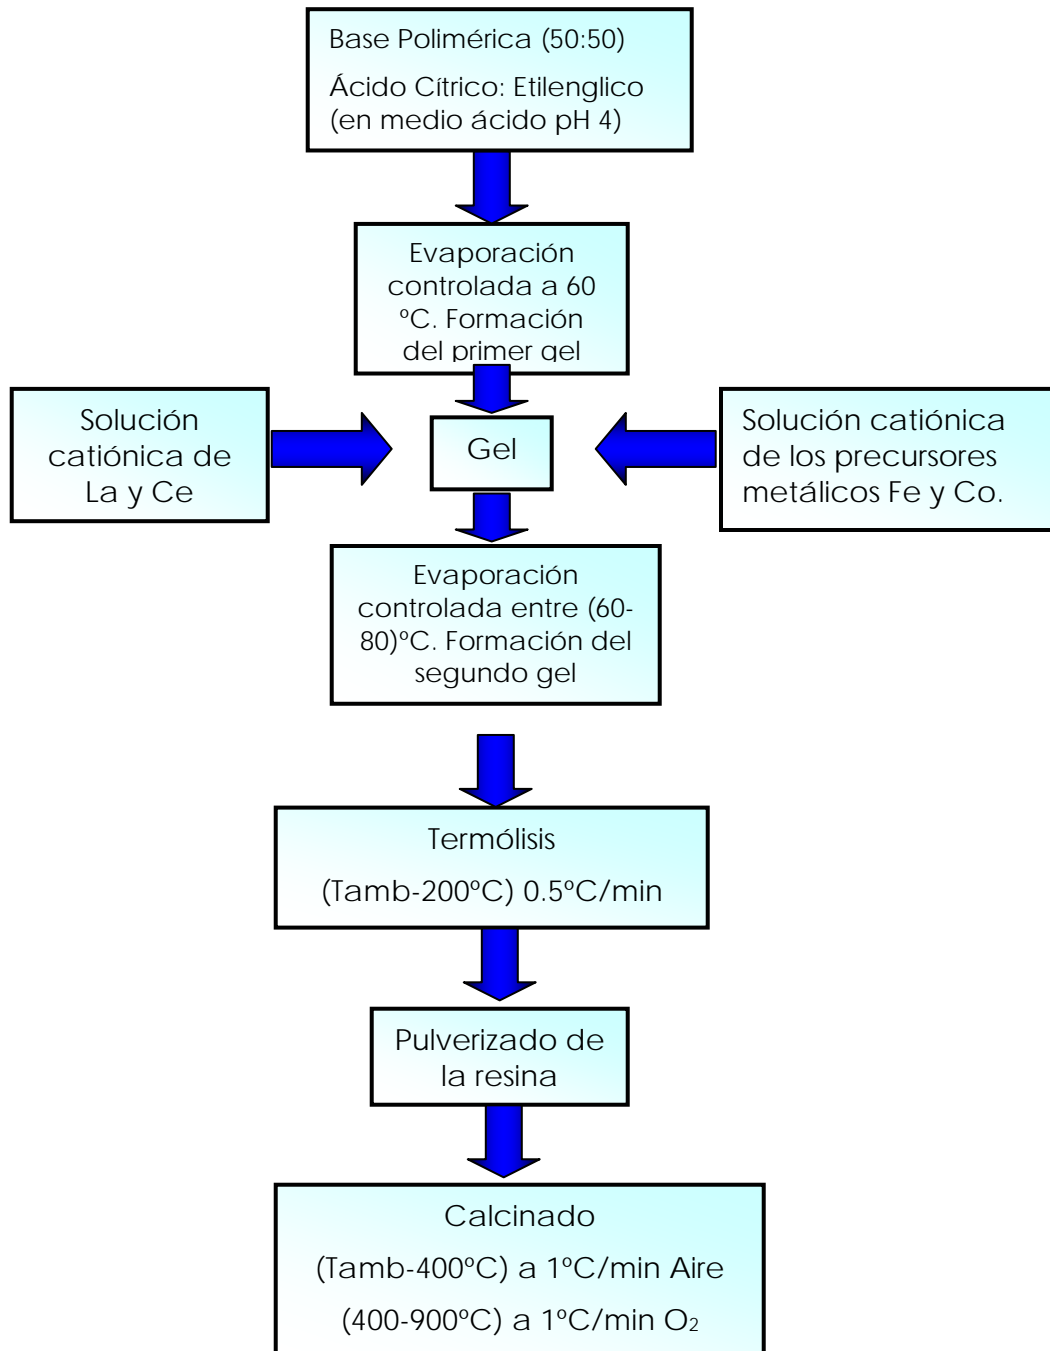 Base Polimérica (50:50)
Ácido Cítrico: Etilenglico
(en medio ácido pH 4)
Evaporación
controlada a 60
ºC. Formación
del primer gel
Solución
catiónica de
La y Ce
Gel
Solución catiónica
de los precursores
metálicos Fe y Co.
Evaporación
controlada entre (60-
80)ºC. Formación del
segundo gel
Termólisis
(Tamb-200ºC) 0.5ºC/min
Pulverizado de
la resina
Calcinado
(Tamb-400ºC) a 1ºC/min Aire
(400-900ºC) a 1ºC/min O₂